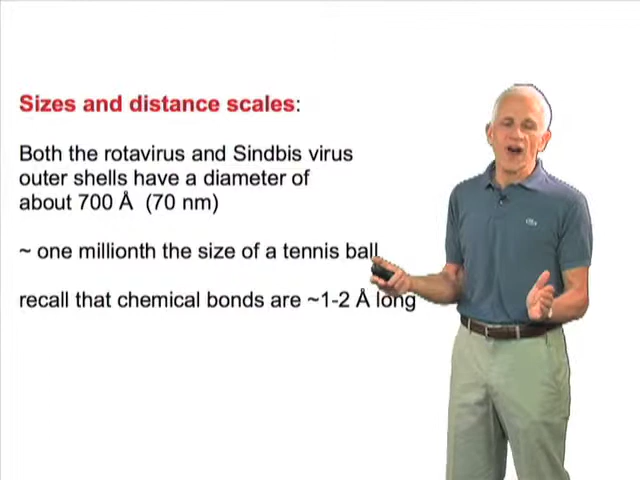 Sizes and distance scales:
Both the rotavirus and Sindbis virus
outer shells have a diameter of
about 700 Å (70 nm)
~ one millionth the size of a tennis ball
recall that chemical bonds are ~1-2 Å long